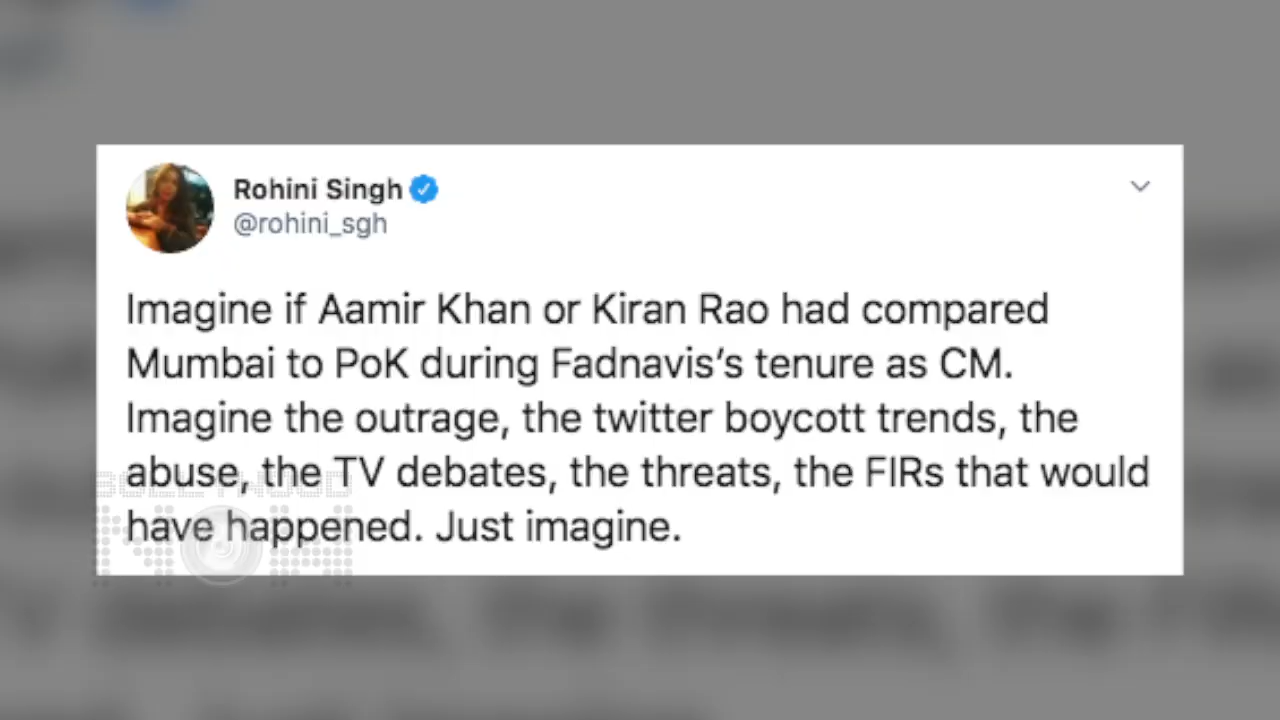 Rohini Singh
@rohini_sgh
Imagine if Aamir Khan or Kiran Rao had compared
Mumbai to PoK during Fadnavis’s tenure as CM.
Imagine the outrage, the twitter boycott trends, the
abuse, the TV debates, the threats, the FIRs that would
have happened. Just imagine.
BOLLYWOOD
NOW